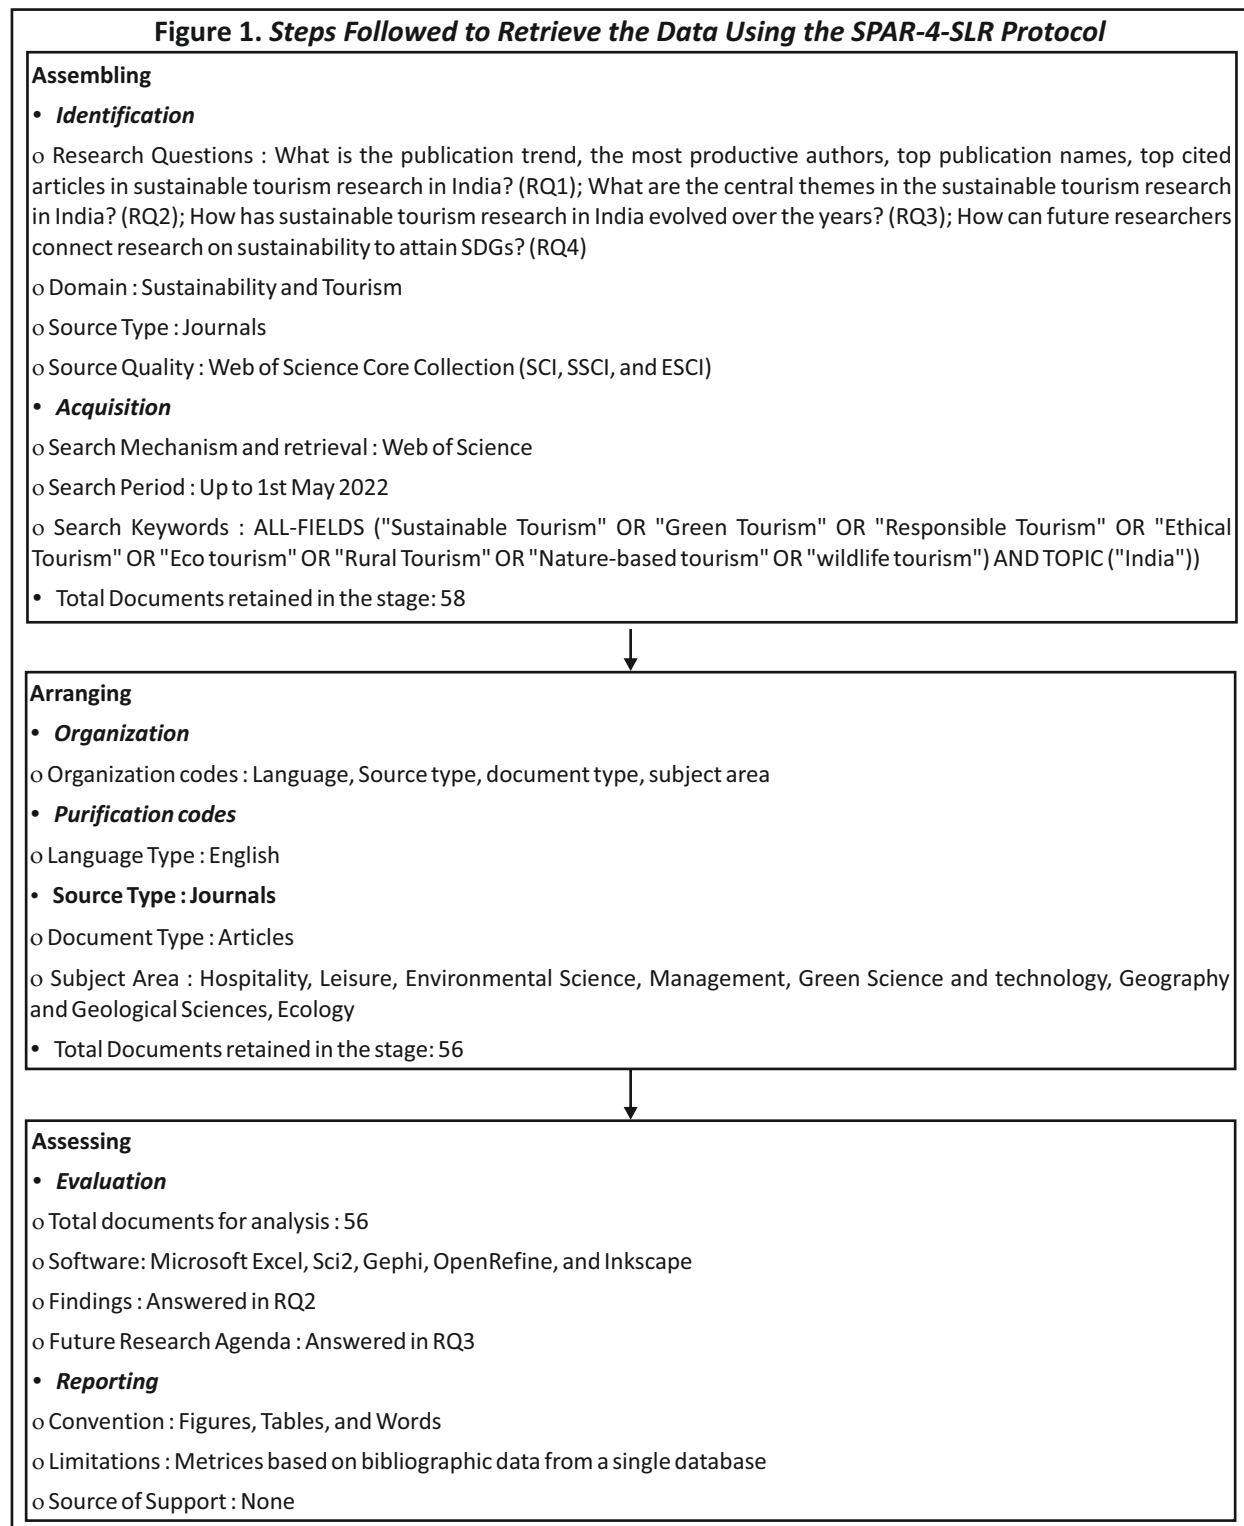 Figure 1. Steps Followed to Retrieve the Data Using the SPAR-4-SLR Protocol
Assembling
• Identification
o Research Questions : What is the publication trend, the most productive authors, top publication names, top cited
articles in sustainable tourism research in India? (RQ1); What are the central themes in the sustainable tourism research
in India? (RQ2); How has sustainable tourism research in India evolved over the years? (RQ3); How can future researchers
connect research on sustainability to attain SDGs? (RQ4)
o Domain : Sustainability and Tourism
o Source Type : Journals
o Source Quality : Web of Science Core Collection (SCI, SSCI, and ESCI)
• Acquisition
o Search Mechanism and retrieval : Web of Science
o Search Period : Up to 1st May 2022
o Search Keywords : ALL-FIELDS ("Sustainable Tourism" OR "Green Tourism" OR "Responsible Tourism" OR "Ethical
Tourism" OR "Eco tourism" OR "Rural Tourism" OR "Nature-based tourism" OR "wildlife tourism") AND TOPIC ("India"))
• Total Documents retained in the stage: 58
Arranging
• Organization
o Organization codes : Language, Source type, document type, subject area
• Purification codes
o Language Type : English
• Source Type : Journals
o Document Type : Articles
o Subject Area : Hospitality, Leisure, Environmental Science, Management, Green Science and technology, Geography
and Geological Sciences, Ecology
• Total Documents retained in the stage: 56
Assessing
• Evaluation
o Total documents for analysis : 56
o Software: Microsoft Excel, Sci2, Gephi, OpenRefine, and Inkscape
o Findings : Answered in RQ2
o Future Research Agenda : Answered in RQ3
• Reporting
o Convention : Figures, Tables, and Words
o Limitations : Metrices based on bibliographic data from a single database
o Source of Support : None